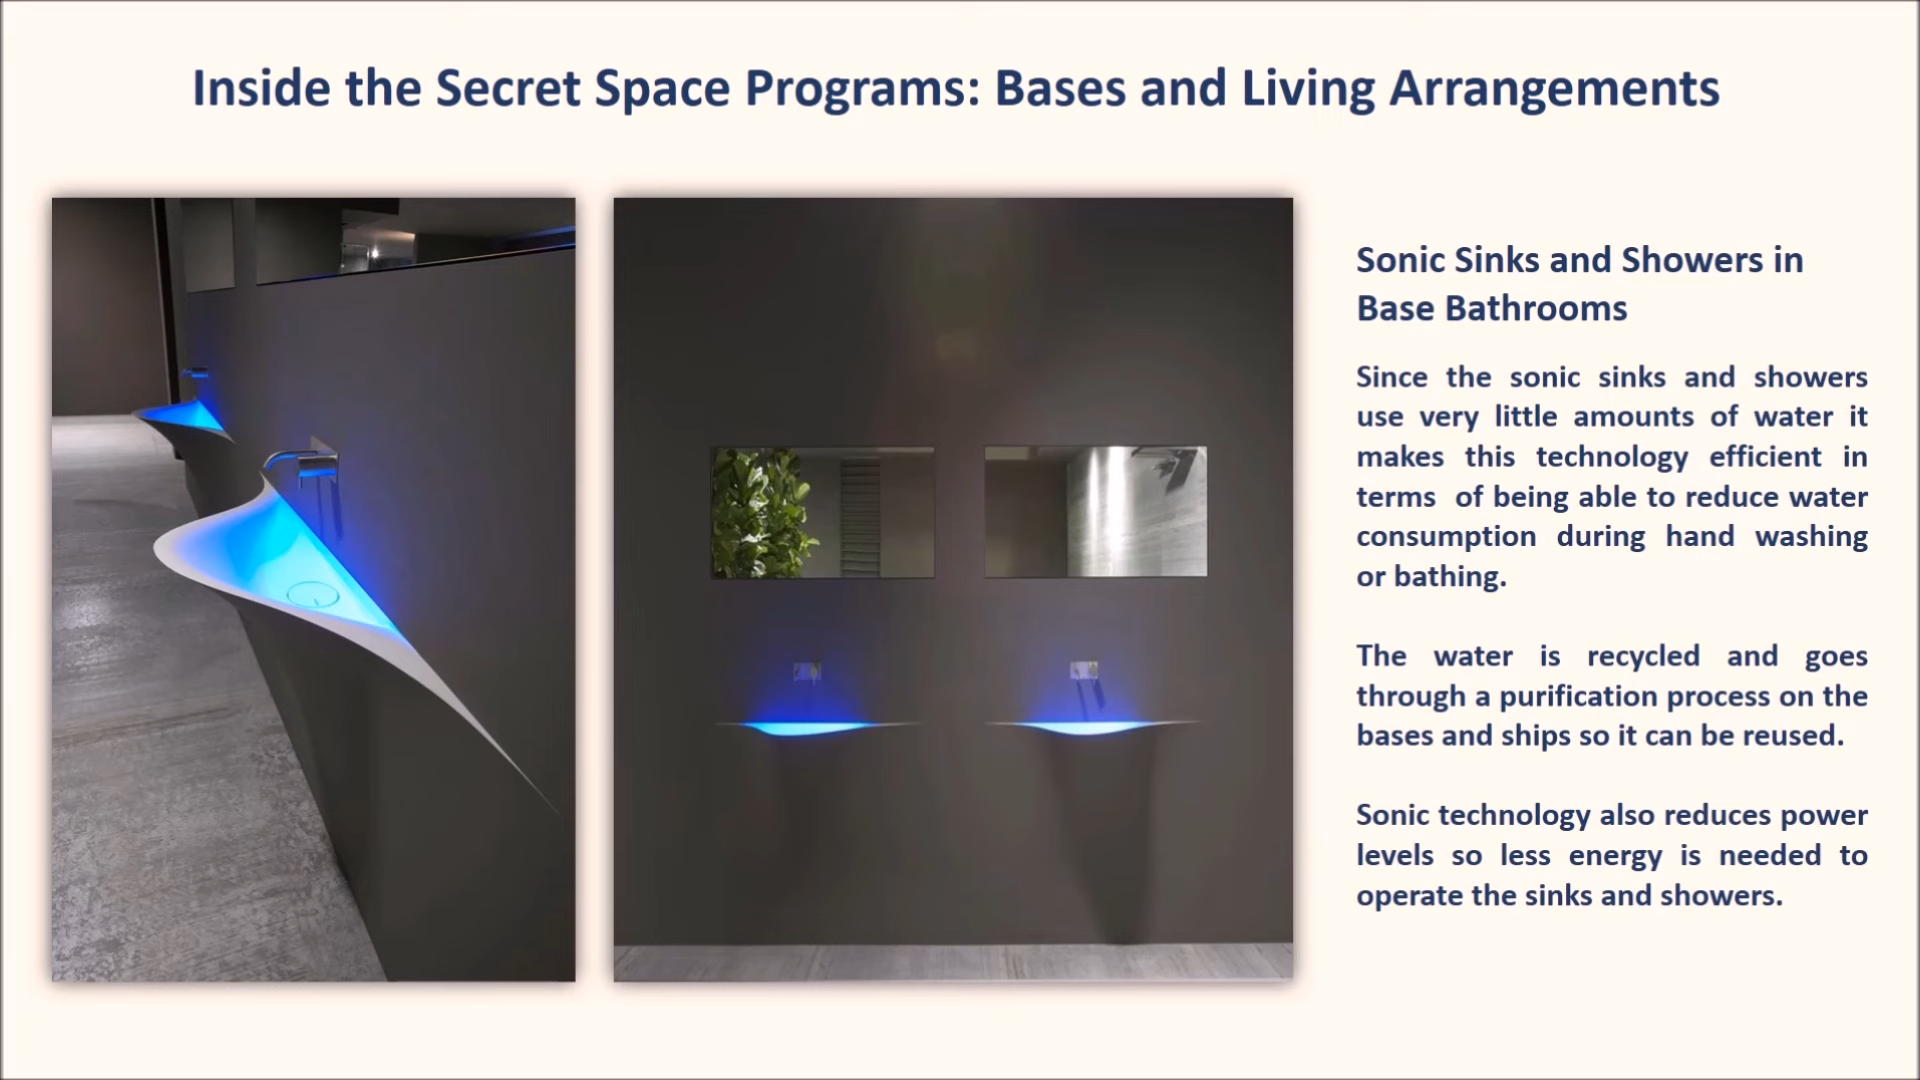 Inside the Secret Space Programs: Bases and Living Arrangements
Sonic Sinks and Showers in
Base Bathrooms
Since the sonic sinks and showers
use very little amounts of water it
makes this technology efficient in
terms of being able to reduce water
consumption during hand washing
or bathing.
The water is recycled and goes
through a purification process on the
bases and ships so it can be reused.
Sonic technology also reduces power
levels so less energy is needed to
operate the sinks and showers.